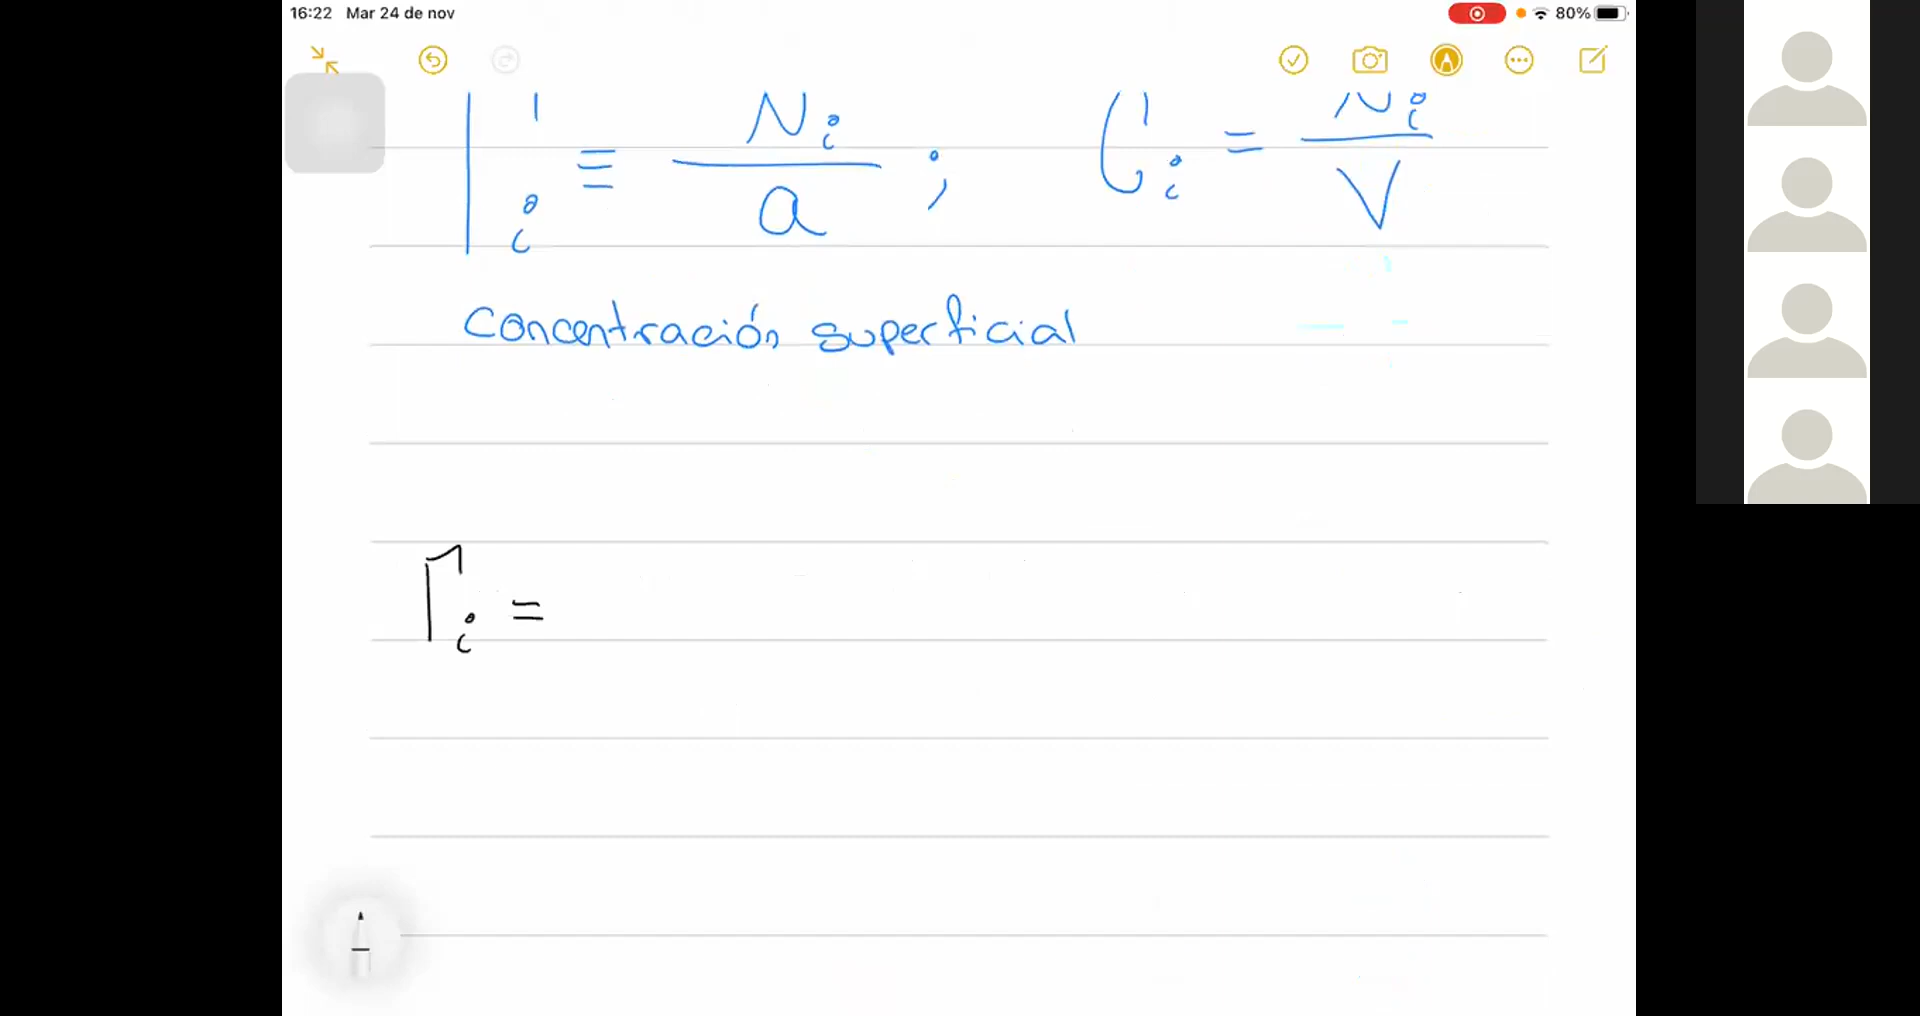 16:22 Mar 24 de nov 80%
Γi ≡ Ni / a ; Ci = Ni / V
Concentración superficial
Γi =